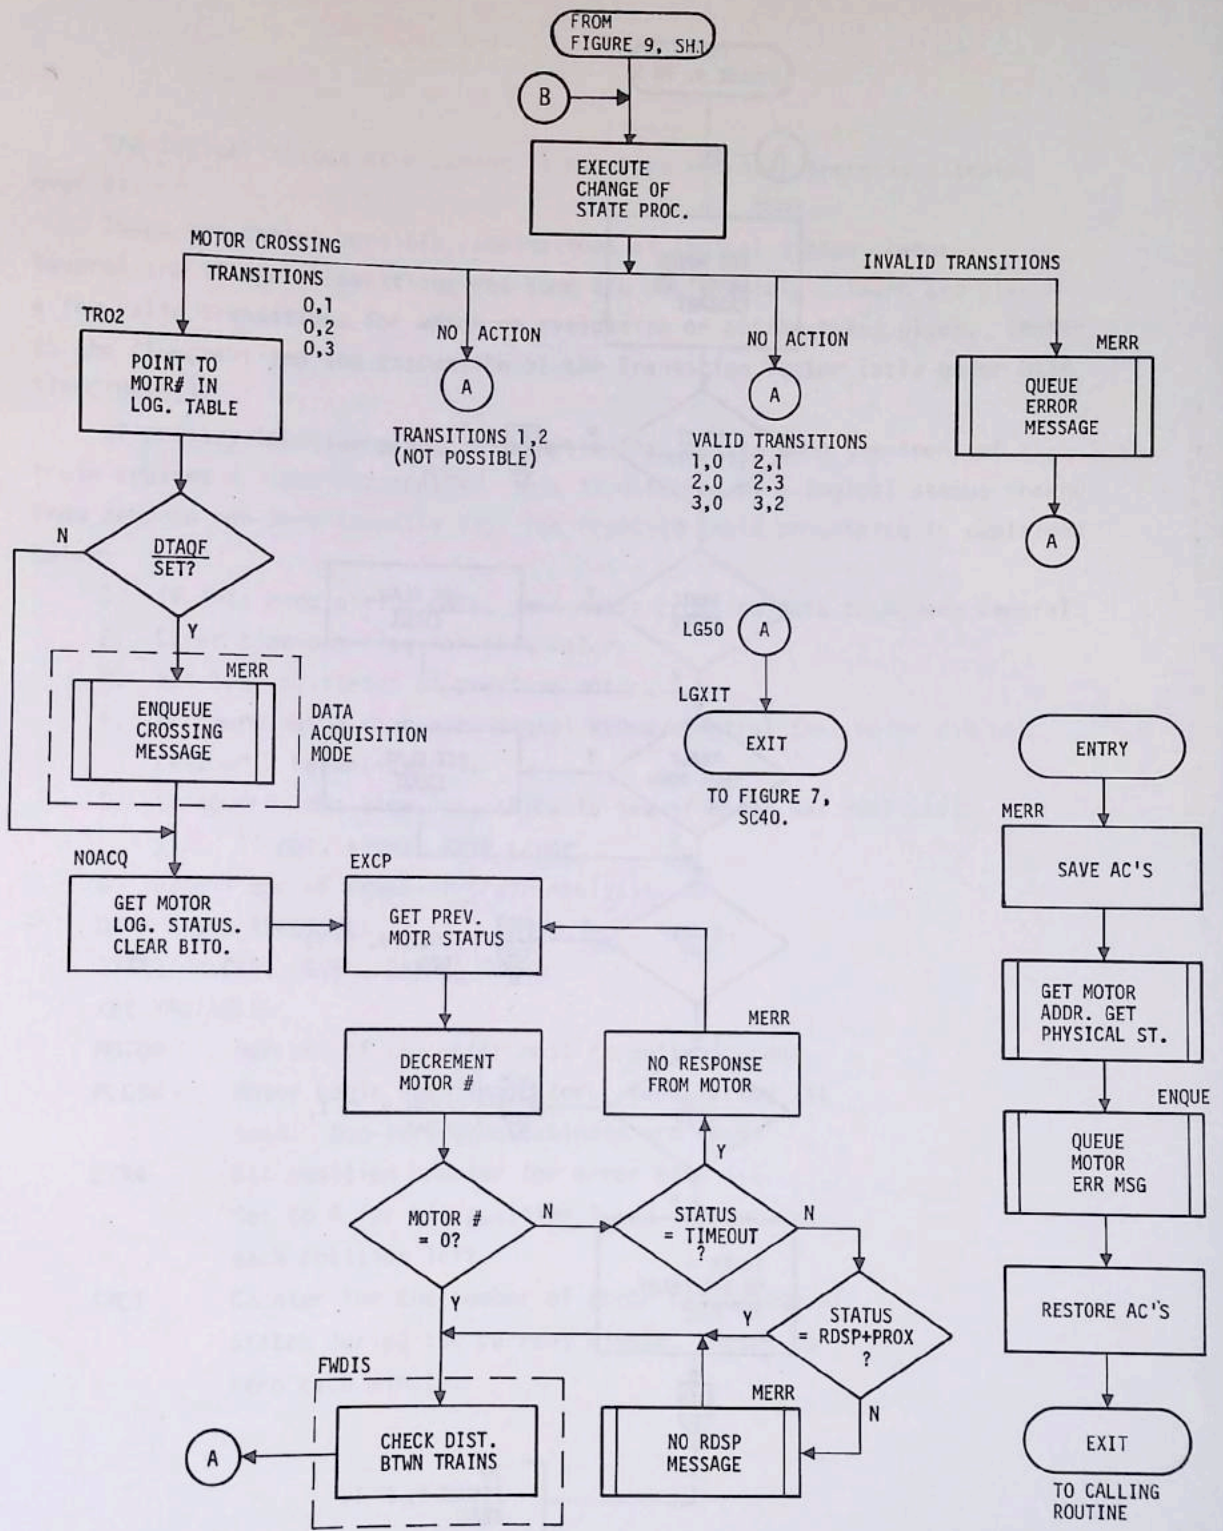 FROM
FIGURE 9, SH.1
B
EXECUTE
CHANGE OF
STATE PROC.
MOTOR CROSSING
TRANSITIONS
0,1
0,2
0,3
INVALID TRANSITIONS
TR02
POINT TO
MOTR# IN
LOG. TABLE
NO ACTION
A
TRANSITIONS 1,2
(NOT POSSIBLE)
NO ACTION
A
VALID TRANSITIONS
1,0 2,1
2,0 2,3
3,0 3,2
MERR
QUEUE
ERROR
MESSAGE
A
N
DTAQF
SET?
Y
MERR
ENQUEUE
CROSSING
MESSAGE
DATA
ACQUISITION
MODE
LG50
A
LGXIT
EXIT
TO FIGURE 7,
SC40.
ENTRY
MERR
SAVE AC'S
GET MOTOR
ADDR. GET
PHYSICAL ST.
ENQUE
QUEUE
MOTOR
ERR MSG
RESTORE AC'S
EXIT
TO CALLING
ROUTINE
NOACQ
GET MOTOR
LOG. STATUS.
CLEAR BITO.
EXCP
GET PREV.
MOTR STATUS
DECREMENT
MOTOR #
MERR
NO RESPONSE
FROM MOTOR
Y
MOTOR #
= 0?
N
Y
STATUS
= TIMEOUT
?
N
STATUS
= RDSP+PROX
?
Y
N
MERR
NO RDSP
MESSAGE
FWDIS
CHECK DIST.
BTWN TRAINS
A